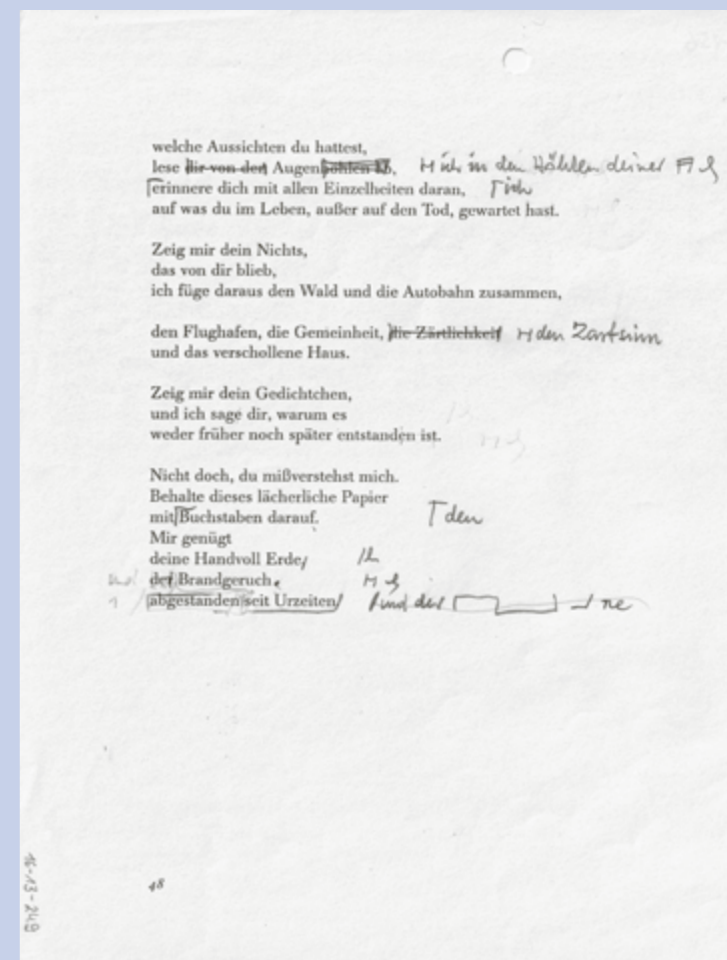 welche Aussichten du hattest,
lese dir von den Augenhöhlen ab, ich in den Höhlen deiner
erinnere dich mit allen Einzelheiten daran, ich
auf was du im Leben, außer auf den Tod, gewartet hast.
Zeig mir dein Nichts,
das von dir blieb,
ich füge daraus den Wald und die Autobahn zusammen,
den Flughafen, die Gemeinheit, die Zärtlichkeit den Zartsinn
und das verschollene Haus.
Zeig mir dein Gedichtchen,
und ich sage dir, warum es
weder früher noch später entstanden ist.
Nicht doch, du mißverstehst mich.
Behalte dieses lächerliche Papier
mit Buchstaben darauf. den
Mir genügt
deine Handvoll Erde,
der Brandgeruch.
abgestanden seit Urzeiten und der ne
48
16-13-249